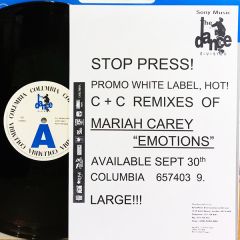 Sony Music
The
dance
division
STOP PRESS!
PROMO WHITE LABEL, HOT!
C + C REMIXES OF
MARIAH CAREY
"EMOTIONS"
AVAILABLE SEPT 30th
COLUMBIA 657403 9.
LARGE!!!
COLUMBIA
A